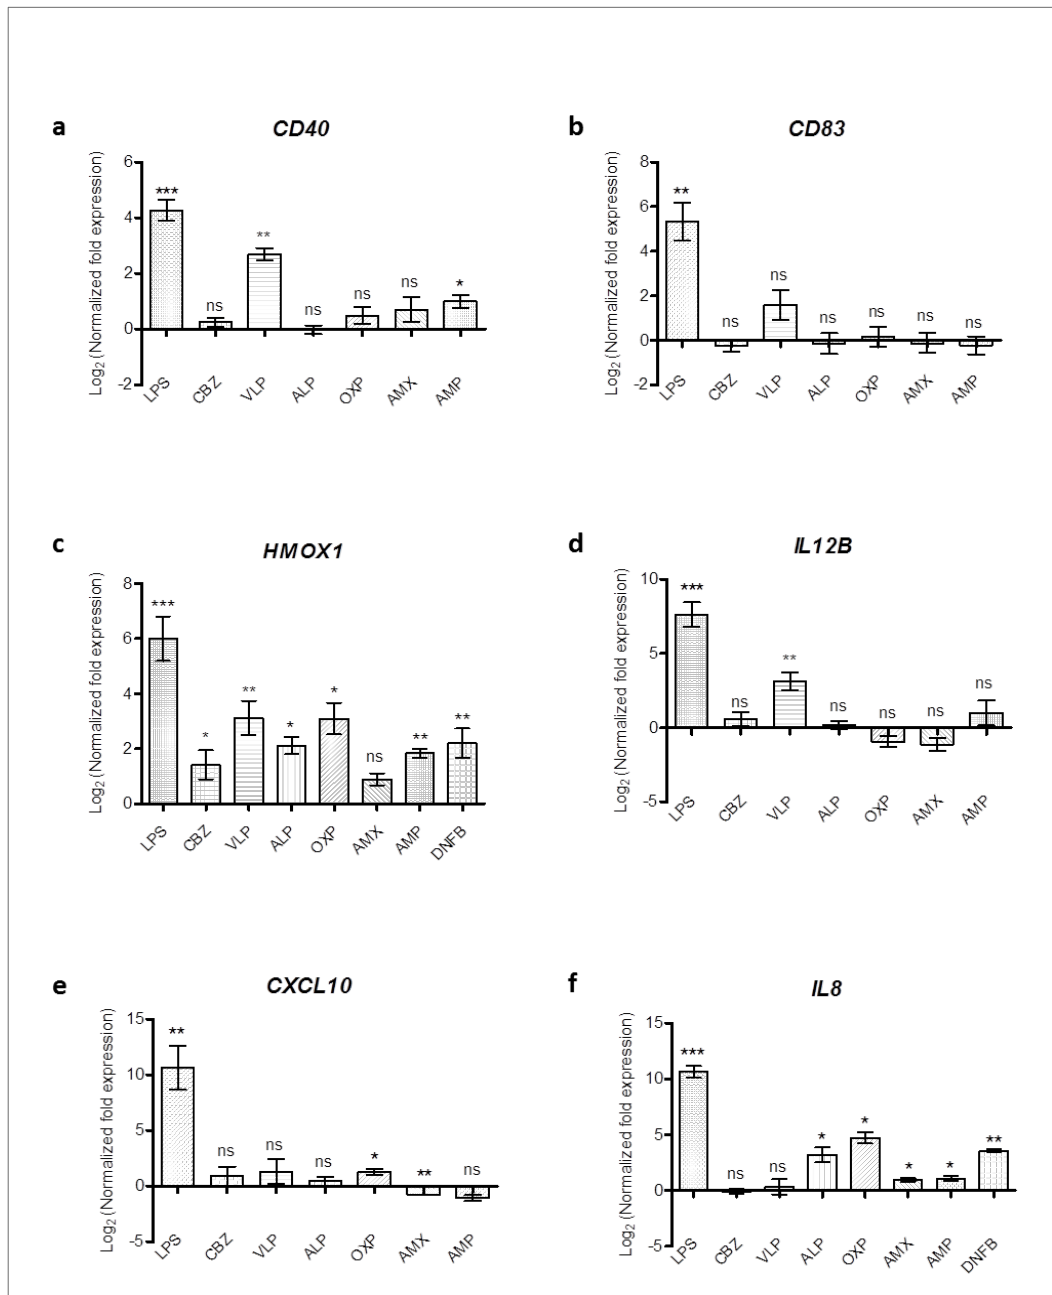 a
CD40
Log2 (Normalized fold expression)
6
4
2
0
-2
***
ns
**
ns
ns
ns
*
LPS
CBZ
VLP
ALP
OXP
AMX
AMP
b
CD83
Log2 (Normalized fold expression)
8
6
4
2
0
-2
**
ns
ns
ns
ns
ns
ns
LPS
CBZ
VLP
ALP
OXP
AMX
AMP
c
HMOX1
Log2 (Normalized fold expression)
8
6
4
2
0
***
*
**
*
*
ns
**
**
LPS
CBZ
VLP
ALP
OXP
AMX
AMP
DNFB
d
IL12B
Log2 (Normalized fold expression)
10
5
0
-5
***
ns
**
ns
ns
ns
ns
LPS
CBZ
VLP
ALP
OXP
AMX
AMP
e
CXCL10
Log2 (Normalized fold expression)
15
10
5
0
-5
**
ns
ns
ns
*
**
ns
LPS
CBZ
VLP
ALP
OXP
AMX
AMP
f
IL8
Log2 (Normalized fold expression)
15
10
5
0
-5
***
ns
ns
*
*
*
*
**
LPS
CBZ
VLP
ALP
OXP
AMX
AMP
DNFB